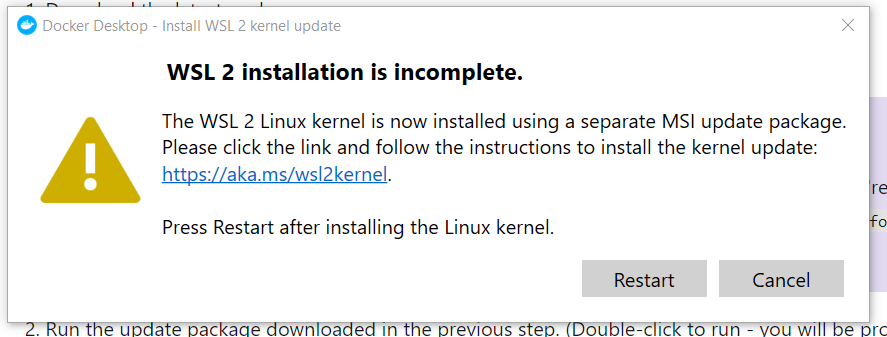 Docker Desktop - Install WSL 2 kernel update
WSL 2 installation is incomplete.
The WSL 2 Linux kernel is now installed using a separate MSI update package.
Please click the link and follow the instructions to install the kernel update:
https://aka.ms/wsl2kernel.
Press Restart after installing the Linux kernel.
Restart Cancel
2. Run the update package downloaded in the previous step. (Double-click to run - you will be